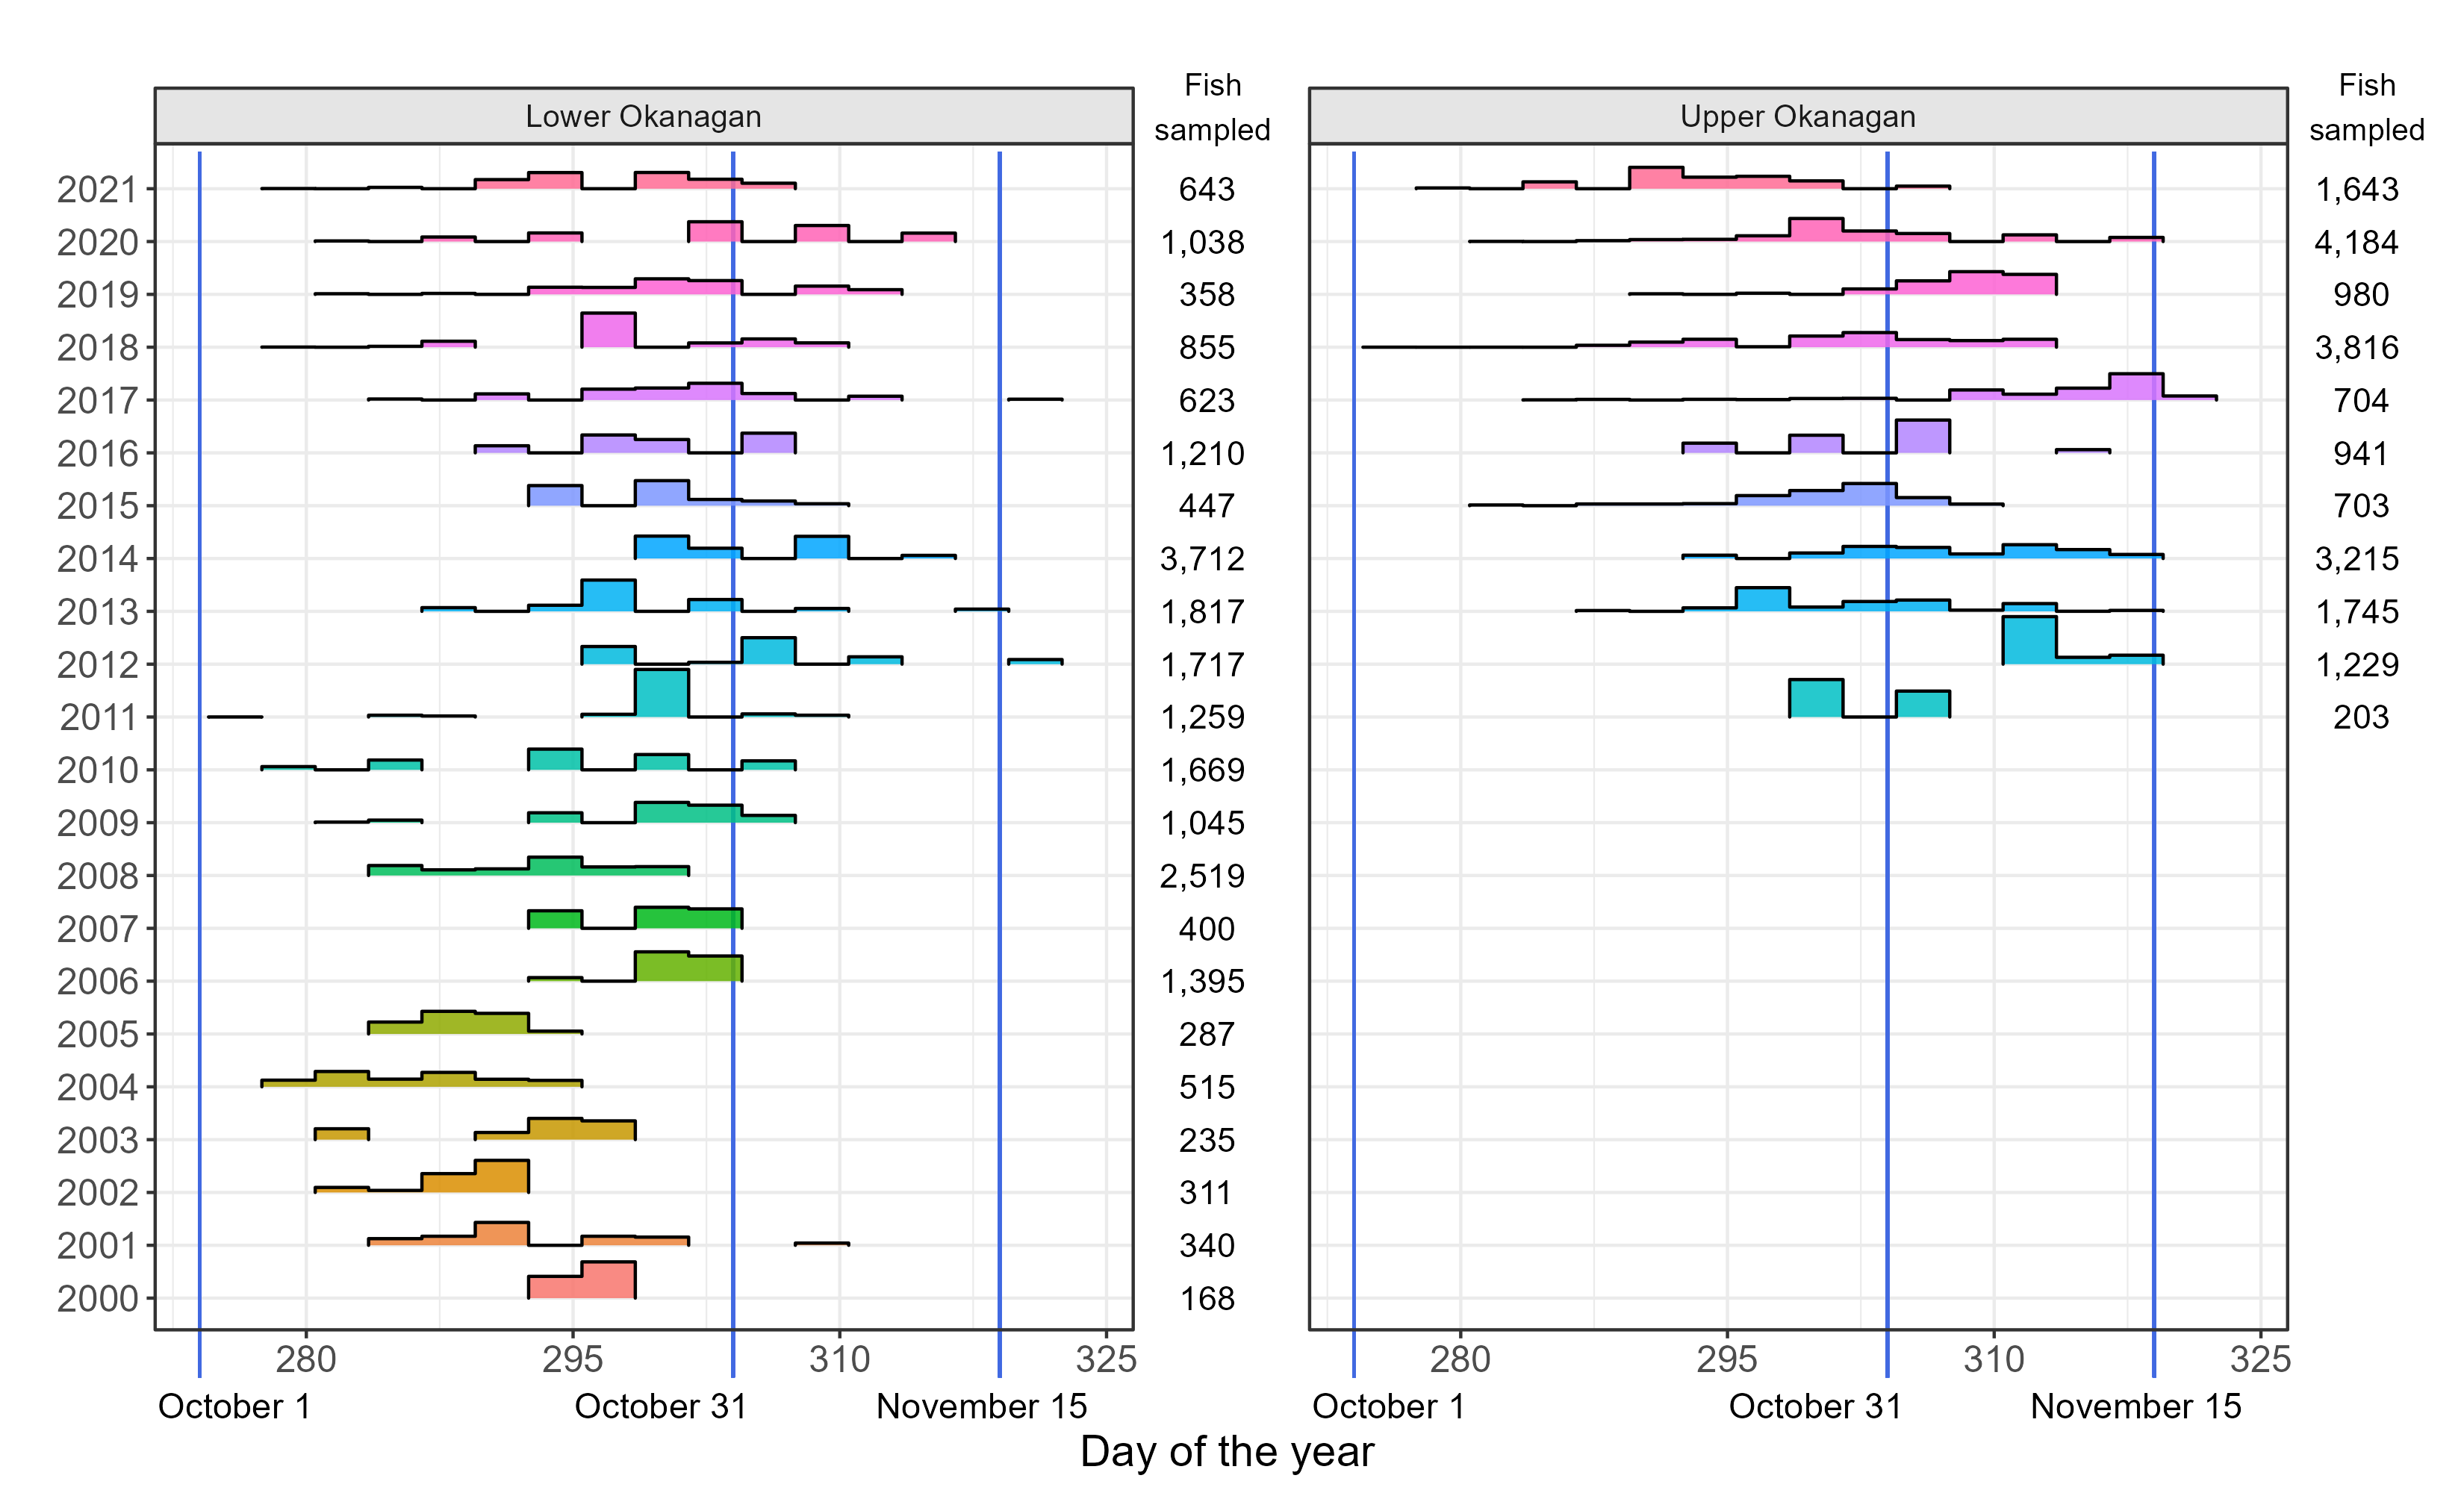 Fish
sampled
Fish
sampled
Lower Okanagan
Upper Okanagan
2021 643 1,643
2020 1,038 4,184
2019 358 980
2018 855 3,816
2017 623 704
2016 1,210 941
2015 447 703
2014 3,712 3,215
2013 1,817 1,745
2012 1,717 1,229
2011 1,259 203
2010 1,669
2009 1,045
2008 2,519
2007 400
2006 1,395
2005 287
2004 515
2003 235
2002 311
2001 340
2000 168
280 295 310 325 280 295 310 325
October 1 October 31 November 15 October 1 October 31 November 15
Day of the year